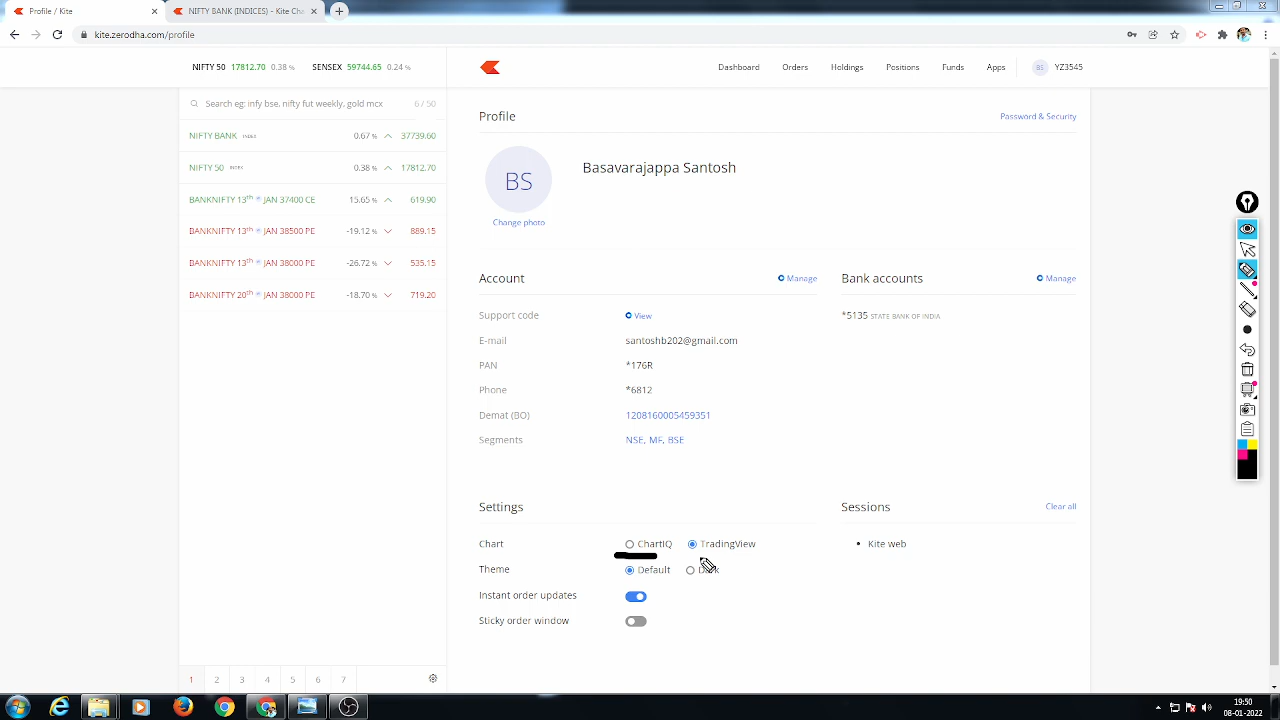 Profile / Kite
NIFTY BANK (INDICES) - Kite Cha
kite.zerodha.com/profile
NIFTY 50 17812.70 0.38 %
SENSEX 59744.65 0.24 %
Dashboard
Orders
Holdings
Positions
Funds
Apps
BS
YZ3545
Search eg: infy bse, nifty fut weekly, gold mcx
6 / 50
NIFTY BANK INDEX 0.67 % 37739.60
NIFTY 50 INDEX 0.38 % 17812.70
BANKNIFTY 13th JAN 37400 CE 15.65 % 619.90
BANKNIFTY 13th JAN 38500 PE -19.12 % 889.15
BANKNIFTY 13th JAN 38000 PE -26.72 % 535.15
BANKNIFTY 20th JAN 38000 PE -18.70 % 719.20
1 2 3 4 5 6 7
Profile
Password & Security
BS
Basavarajappa Santosh
Change photo
Account
Manage
Support code View
E-mail santoshb202@gmail.com
PAN *176R
Phone *6812
Demat (BO) 1208160005459351
Segments NSE, MF, BSE
Bank accounts
Manage
*5135 STATE BANK OF INDIA
Settings
Chart ChartIQ TradingView
Theme Default
Instant order updates
Sticky order window
Sessions
Clear all
• Kite web
19:50
08-01-2022